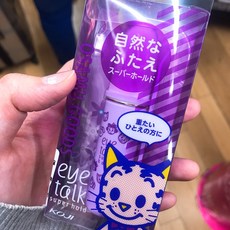 自然な
ふたえ
スーパーホールド
重たい
ひとえの方に
eye
talk
super hold
KOJI